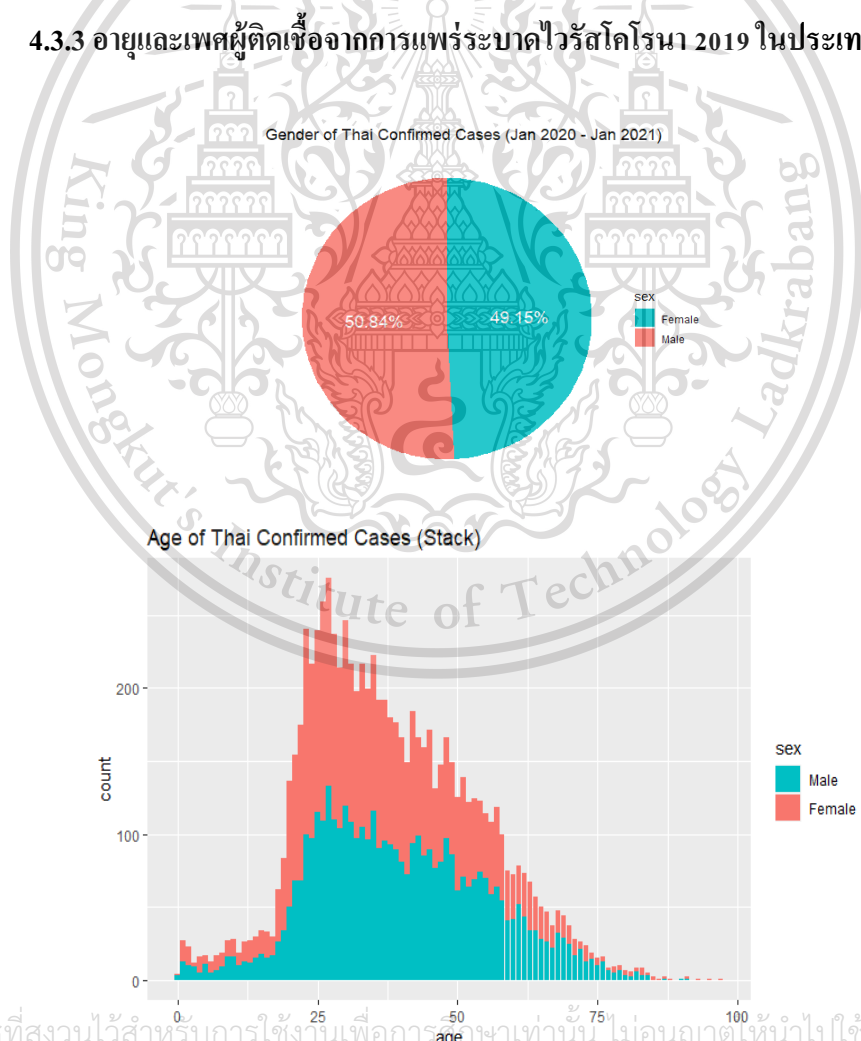 4.3.3 อายุและเพศผู้ติดเชื้อจากการแพร่ระบาดไวรัสโคโรนา 2019 ในประเท
Gender of Thai Confirmed Cases (Jan 2020 - Jan 2021)
50.84%
49.15%
sex
Female
Male
King Mongkut's Institute of Technology Ladkrabang
Age of Thai Confirmed Cases (Stack)
count
200
100
0
0
25
50
75
100
age
sex
Male
Female
ที่สงวนไว้สำหรับการใช้งานเพื่อการศึกษาเท่านั้น ไม่อนุญาตให้นำไปใช้